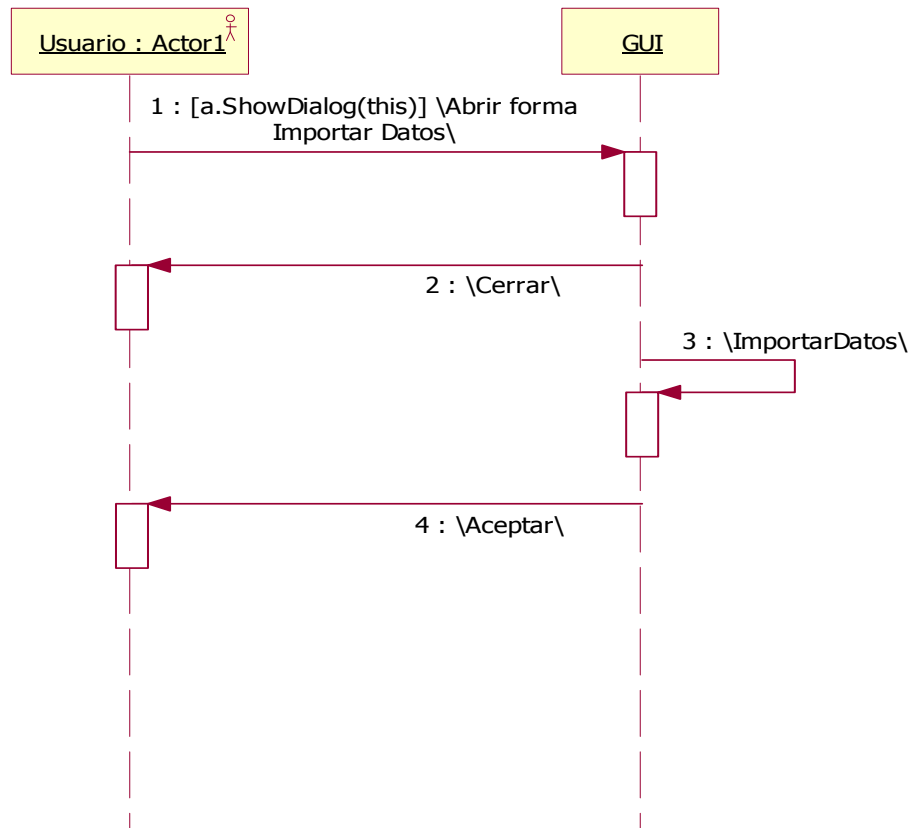 Usuario : Actor1
GUI
1 : [a.ShowDialog(this)] \Abrir forma
Importar Datos\
2 : \Cerrar\
3 : \ImportarDatos\
4 : \Aceptar\